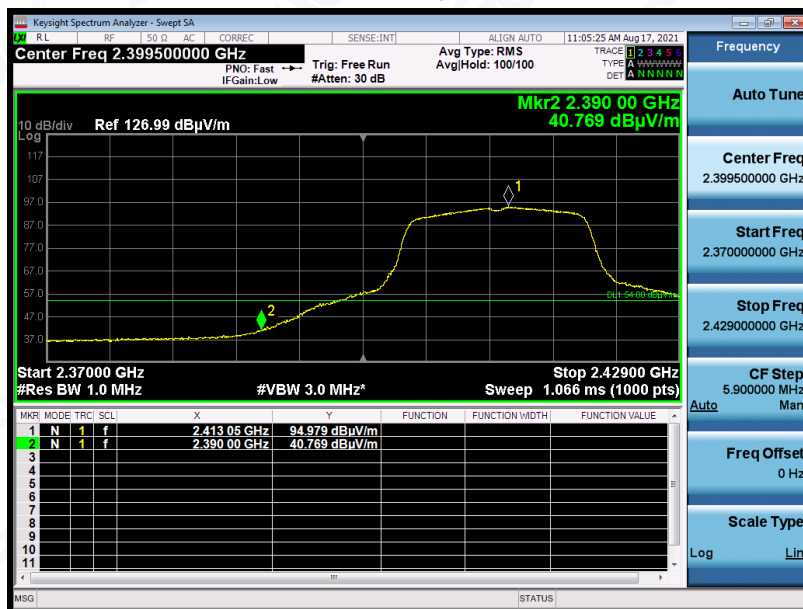 Keysight Spectrum Analyzer - Swept SA
LXI RL RF 50 Ω AC CORREC SENSE:INT ALIGN AUTO 11:05:25 AM Aug 17, 2021
Center Freq 2.399500000 GHz
PNO: Fast
IFGain:Low
Trig: Free Run
#Atten: 30 dB
Avg Type: RMS
Avg|Hold: 100/100
TRACE 1 2 3 4 5 6
TYPE A WWWWW
DET A N N N N N
Mkr2 2.390 00 GHz
40.769 dBµV/m
10 dB/div Ref 126.99 dBµV/m
Log
117
107
97.0
87.0
77.0
67.0
57.0
47.0
37.0
1
2
DL1 54.00 dBµV/m
Start 2.37000 GHz Stop 2.42900 GHz
#Res BW 1.0 MHz #VBW 3.0 MHz* Sweep 1.066 ms (1000 pts)
MKR MODE TRC SCL X Y FUNCTION FUNCTION WIDTH FUNCTION VALUE
1 N 1 f 2.413 05 GHz 94.979 dBµV/m
2 N 1 f 2.390 00 GHz 40.769 dBµV/m
3
4
5
6
7
8
9
10
11
MSG STATUS
Frequency
Auto Tune
Center Freq
2.399500000 GHz
Start Freq
2.370000000 GHz
Stop Freq
2.429000000 GHz
CF Step
5.900000 MHz
Auto Man
Freq Offset
0 Hz
Scale Type
Log Lin